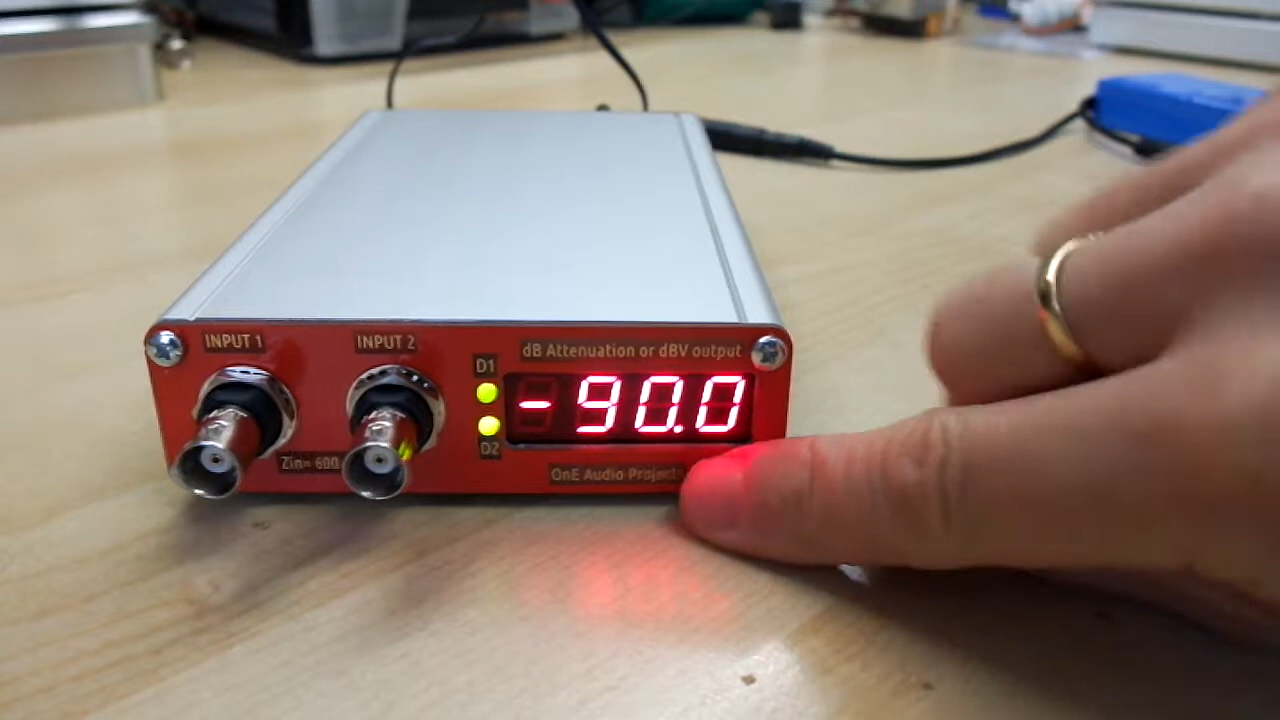 INPUT 1
INPUT 2
dB Attenuation or dBV output
D1
-90.0
D2
Zin= 600
OnE Audio Projects